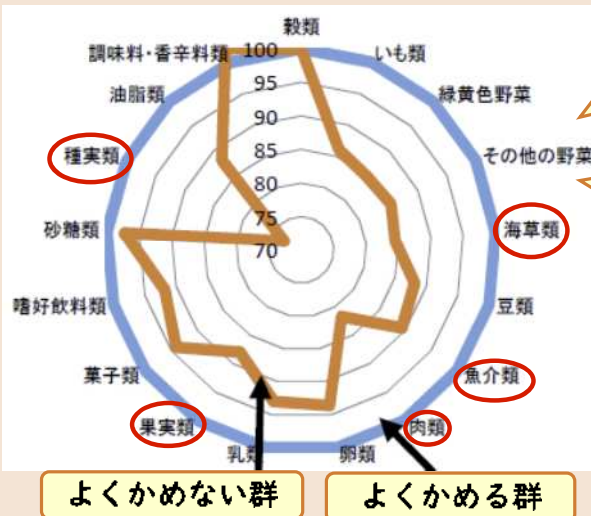 穀類
調味料・香辛料類
100
いも類
油脂類
95
緑黄色野菜
90
種実類
85
その他の野菜
80
砂糖類
75
海草類
70
嗜好飲料類
豆類
菓子類
魚介類
果実類
肉類
乳類
卵類
よくかめない群
よくかめる群